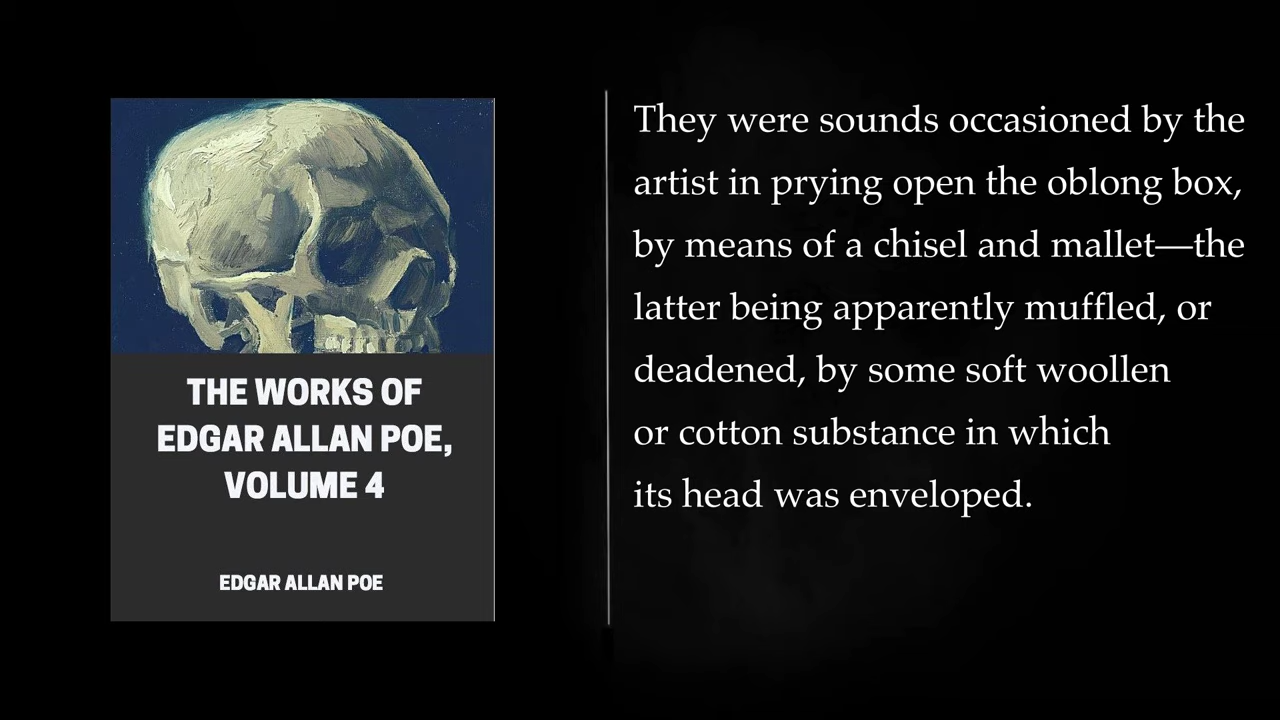 THE WORKS OF
EDGAR ALLAN POE,
VOLUME 4
EDGAR ALLAN POE
They were sounds occasioned by the
artist in prying open the oblong box,
by means of a chisel and mallet—the
latter being apparently muffled, or
deadened, by some soft woollen
or cotton substance in which
its head was enveloped.